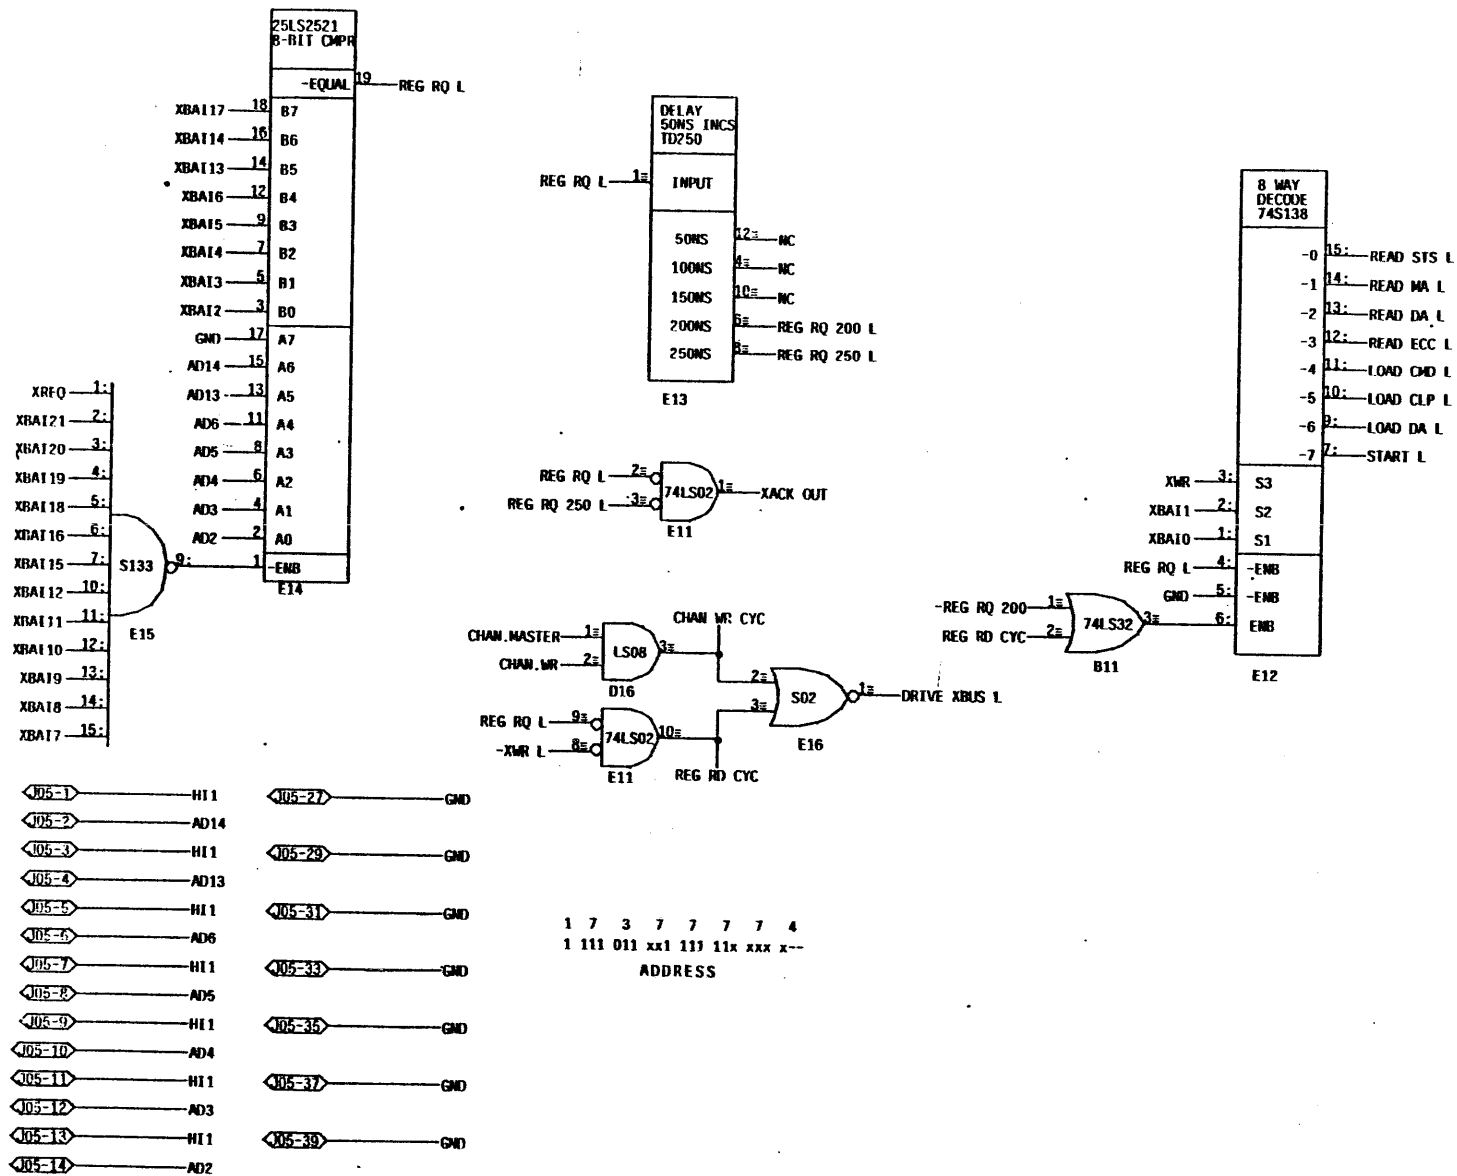 25LS2521
8-BIT CMPR
-EQUAL 19 REG RQ L
XBAI17 18 B7
XBAI14 16 B6
XBAI13 14 B5
XBAI6 12 B4
XBAI5 9 B3
XBAI4 7 B2
XBAI3 5 B1
XBAI2 3 B0
GND 17 A7
AD14 15 A6
AD13 13 A5
AD6 11 A4
AD5 8 A3
AD4 6 A2
AD3 4 A1
AD2 2 A0
1 -ENB
E14
XREQ 1:
XBAI21 2:
XBAI20 3:
XBAI19 4:
XBAI18 5:
XBAI16 6:
XBAI15 7:
XBAI12 10:
XBAI11 11:
XBAI10 12:
XBAI9 13:
XBAI8 14:
XBAI7 15:
S133 9:
E15
DELAY
50NS INCS
TD250
REG RQ L 1= INPUT
50NS 12= NC
100NS 4= NC
150NS 10= NC
200NS 6= REG RQ 200 L
250NS 8= REG RQ 250 L
E13
REG RQ L 2=
REG RQ 250 L 3=
74LS02 1= XACK OUT
E11
CHAN WR CYC
CHAN.MASTER 1=
CHAN.WR 2=
LS08 3=
D16
REG RQ L 9=
-XWR L 8=
74LS02 10=
E11
REG RD CYC
2=
3=
S02 1= DRIVE XBUS L
E16
8 WAY
DECODE
74S138
-0 15: READ STS L
-1 14: READ MA L
-2 13: READ DA L
-3 12: READ ECC L
-4 11: LOAD CMD L
-5 10: LOAD CLP L
-6 9: LOAD DA L
-7 7: START L
XWR 3: S3
XBAI1 2: S2
XBAI0 1: S1
REG RQ L 4: -ENB
GND 5: -ENB
6: ENB
E12
-REG RQ 200 1=
REG RD CYC 2=
74LS32 3=
B11
J05-1 HI1
J05-2 AD14
J05-3 HI1
J05-4 AD13
J05-5 HI1
J05-6 AD6
J05-7 HI1
J05-8 AD5
J05-9 HI1
J05-10 AD4
J05-11 HI1
J05-12 AD3
J05-13 HI1
J05-14 AD2
J05-27 GND
J05-29 GND
J05-31 GND
J05-33 GND
J05-35 GND
J05-37 GND
J05-39 GND
1 7 3 7 7 7 7 4
1 111 011 xx1 111 11x xxx x--
ADDRESS